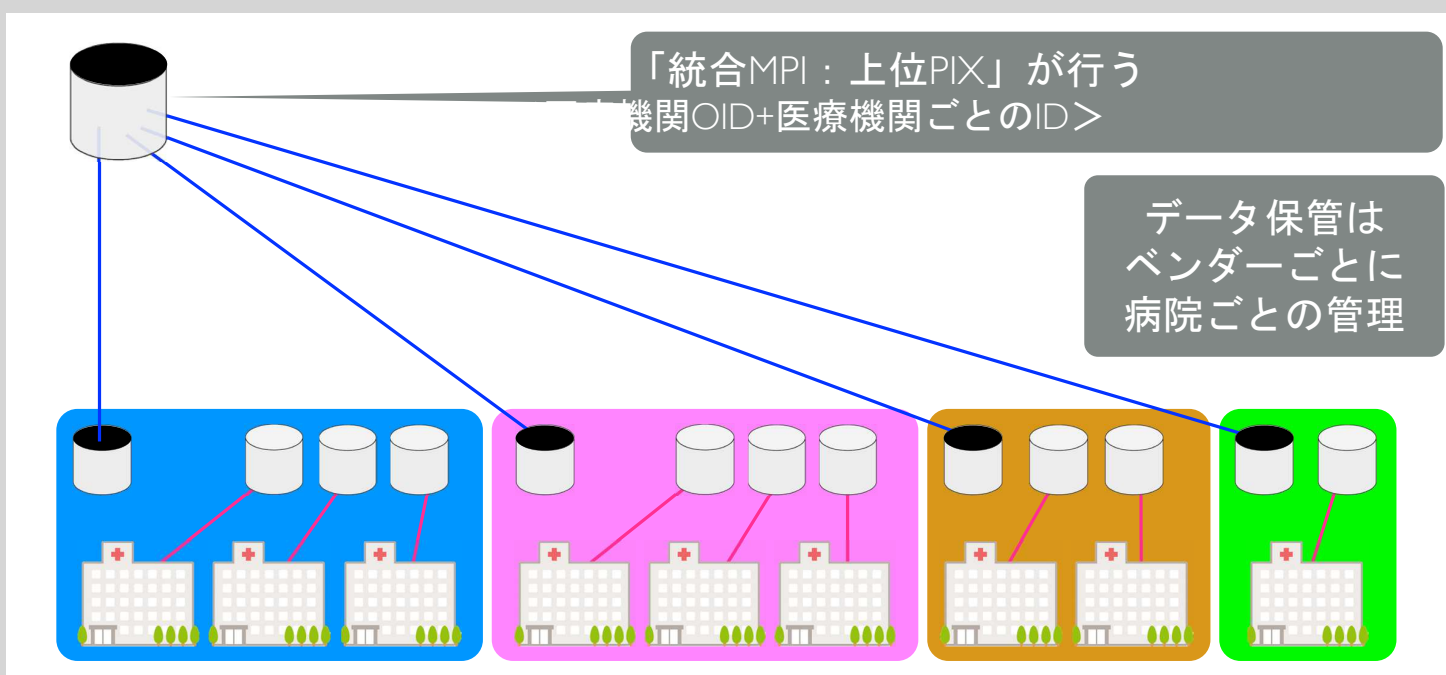 「統合MPI：上位PIX」が行う
機関OID+医療機関ごとのID＞
データ保管は
ベンダーごとに
病院ごとの管理